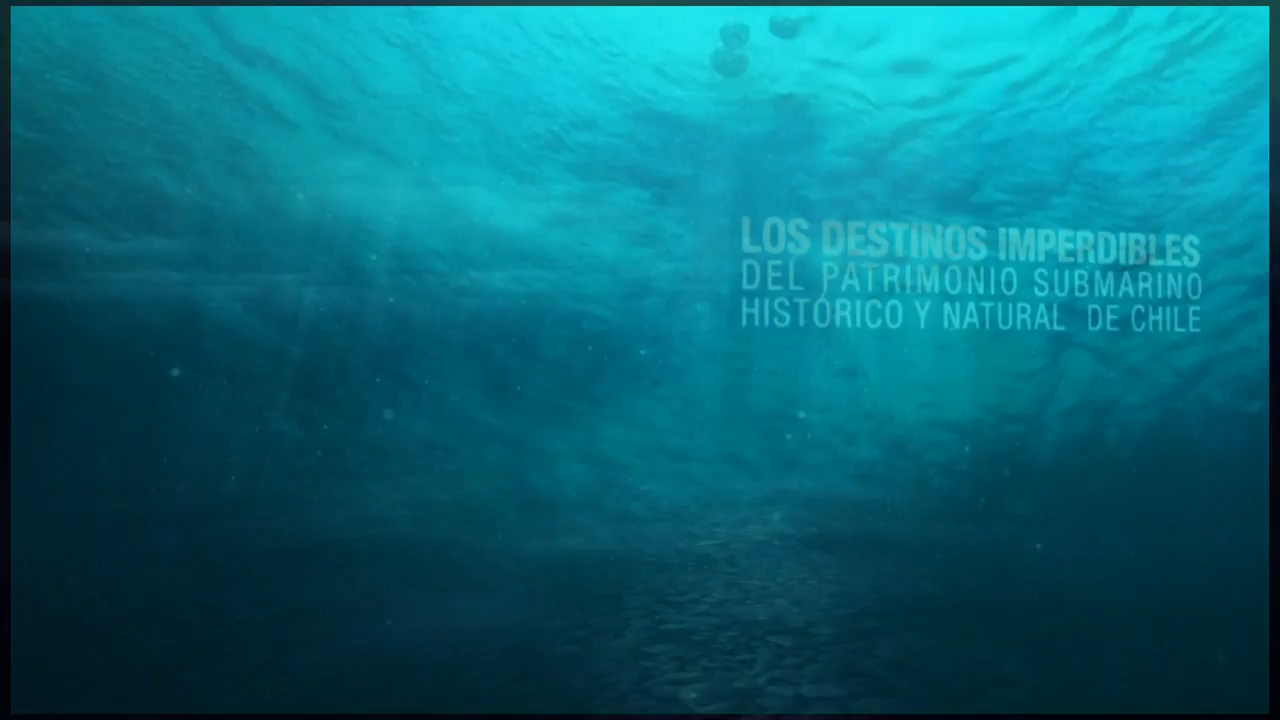 LOS DESTINOS IMPERDIBLES
DEL PATRIMONIO SUBMARINO
HISTÓRICO Y NATURAL DE CHILE